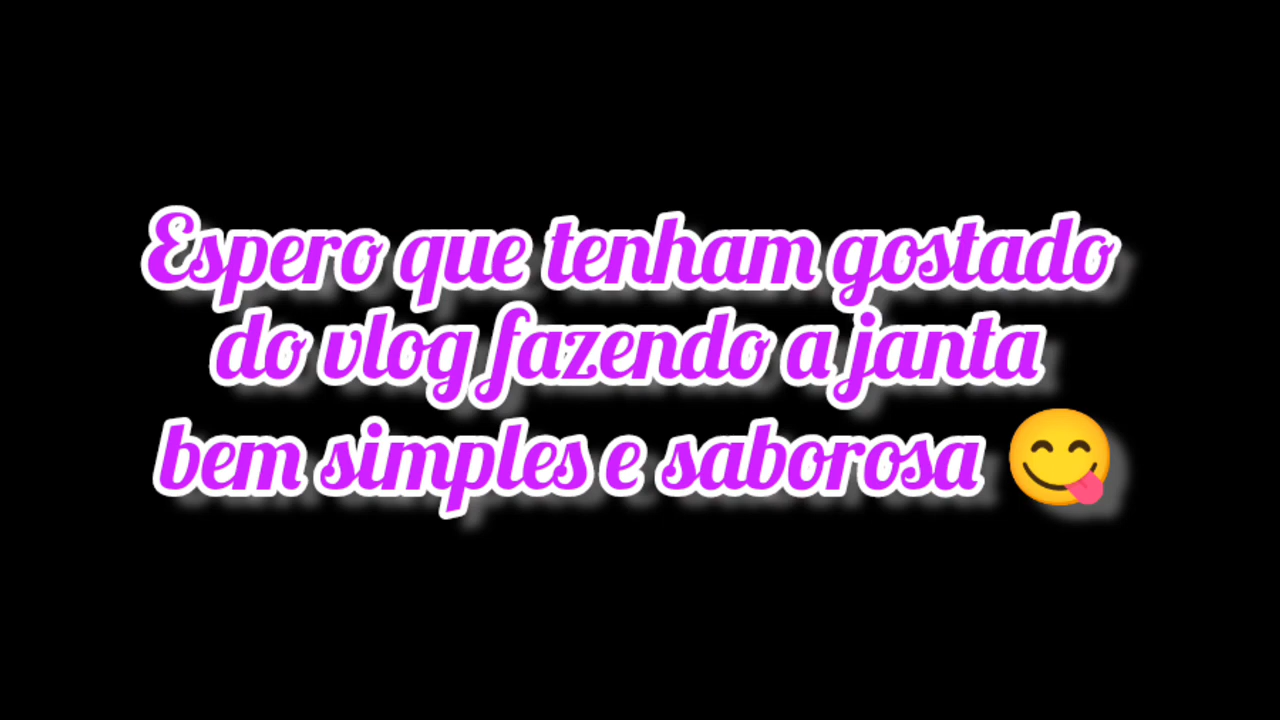 Espero que tenham gostado
do vlog fazendo a janta
bem simples e saborosa 😋